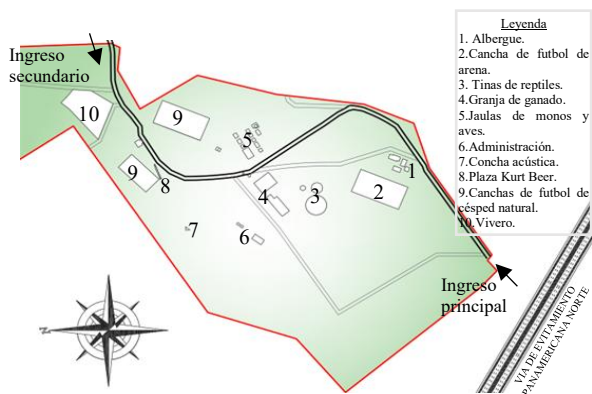 Ingreso
secundario
10
9
9
8
5
4
3
2
1
7
6
Ingreso
principal
Leyenda
1. Albergue.
2.Cancha de futbol de
arena.
3. Tinas de reptiles.
4.Granja de ganado.
5.Jaulas de monos y
aves.
6.Administración.
7.Concha acústica.
8.Plaza Kurt Beer.
9.Canchas de futbol de
césped natural.
10.Vivero.
VIA DE EVITAMIENTO
PANAMERICANA NORTE
N